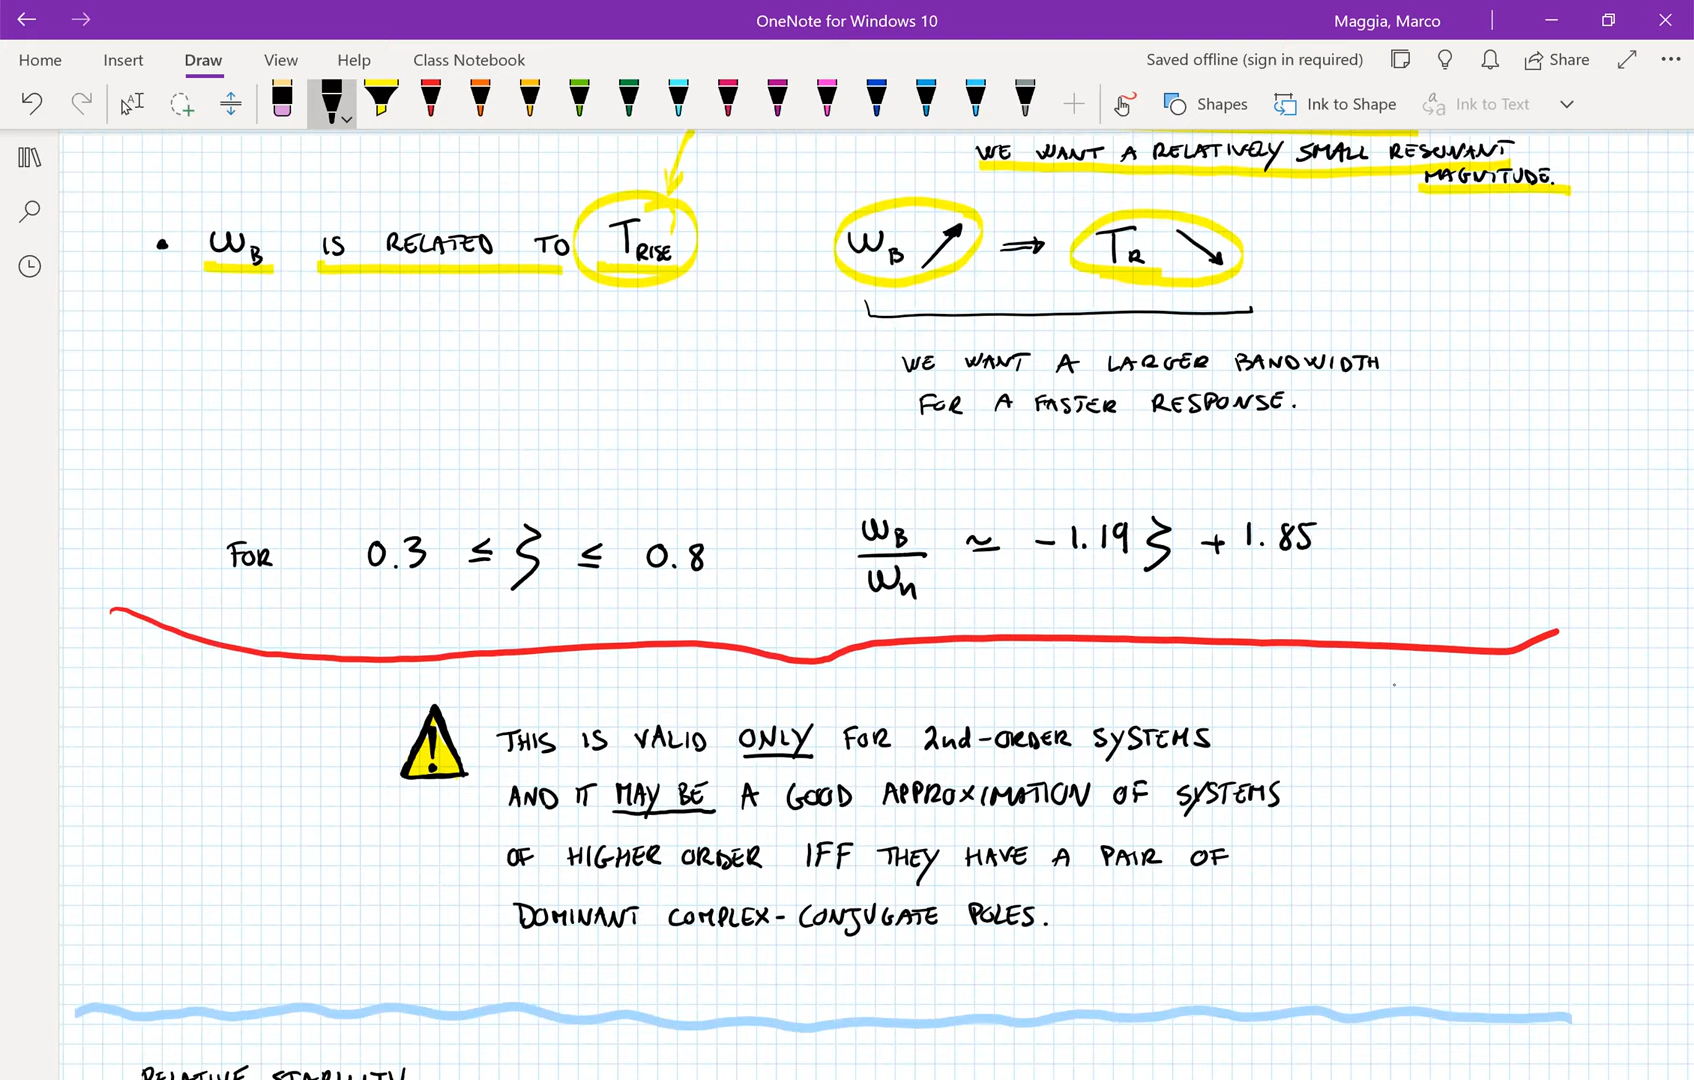 OneNote for Windows 10
Maggia, Marco
Home Insert Draw View Help Class Notebook
Saved offline (sign in required) Share
Shapes Ink to Shape Ink to Text
WE WANT A RELATIVELY SMALL RESONANT
MAGNITUDE.
• ωB IS RELATED TO TRISE
ωB ↗ ⇒ TR ↘
WE WANT A LARGER BANDWIDTH
FOR A FASTER RESPONSE.
FOR 0.3 ≤ ξ ≤ 0.8
ωB/ωn ≃ -1.19ξ + 1.85
THIS IS VALID ONLY FOR 2nd-ORDER SYSTEMS
AND IT MAY BE A GOOD APPROXIMATION OF SYSTEMS
OF HIGHER ORDER IFF THEY HAVE A PAIR OF
DOMINANT COMPLEX-CONJUGATE POLES.
RELATIVE STABILITY